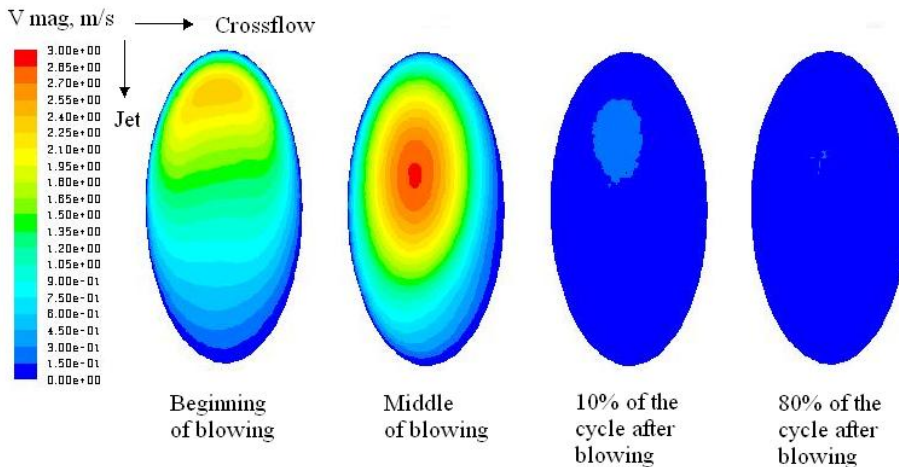 V mag, m/s
Crossflow
Jet
3.00e+00
2.85e+00
2.70e+00
2.55e+00
2.40e+00
2.25e+00
2.10e+00
1.95e+00
1.80e+00
1.65e+00
1.50e+00
1.35e+00
1.20e+00
1.05e+00
9.00e-01
7.50e-01
6.00e-01
4.50e-01
3.00e-01
1.50e-01
0.00e+00
Beginning
of blowing
Middle
of blowing
10% of the
cycle after
blowing
80% of the
cycle after
blowing